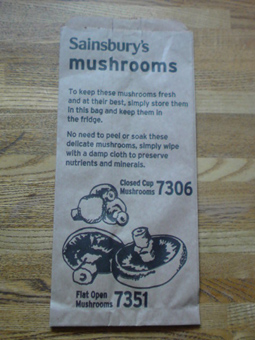 Sainsbury's
mushrooms
To keep these mushrooms fresh
and at their best, simply store them
in this bag and keep them in
the fridge.
No need to peel or soak these
delicate mushrooms, simply wipe
with a damp cloth to preserve
nutrients and minerals.
Closed Cup
Mushrooms 7306
Flat Open
Mushrooms 7351